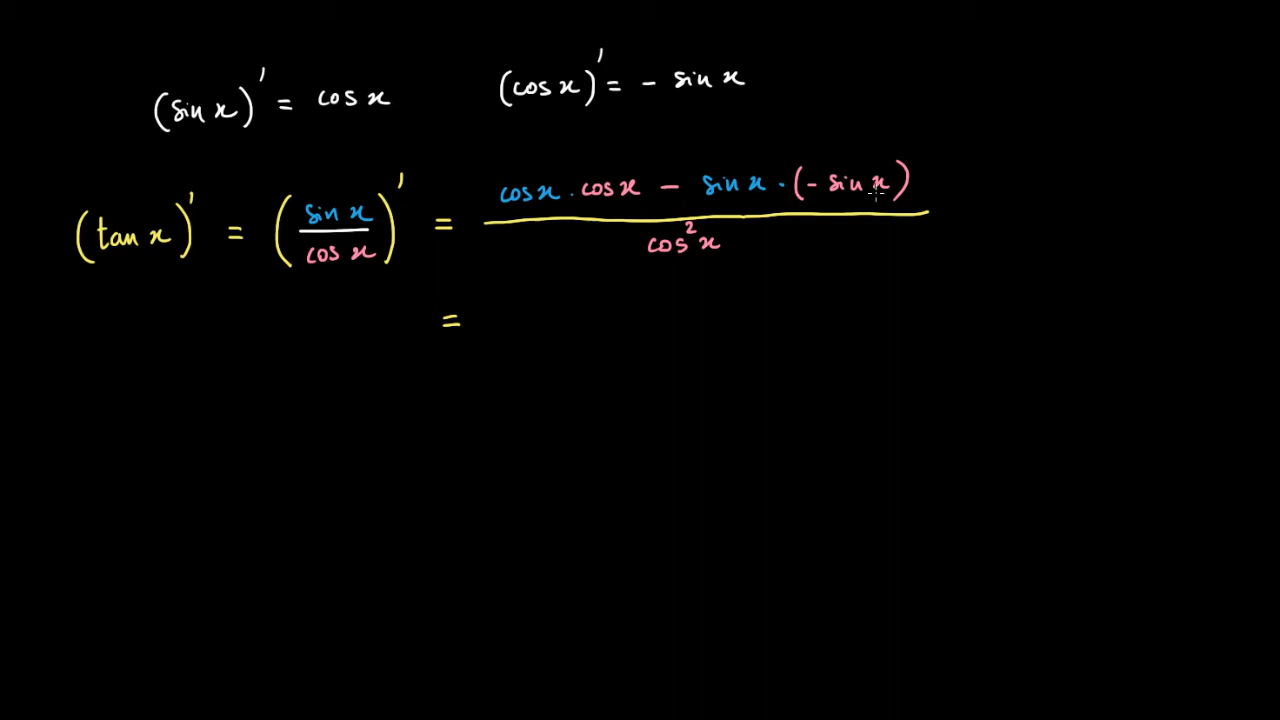 (sin x)' = cos x (cos x)' = - sin x
(tan x)' = (sin x / cos x)' = cos x · cos x - sin x · (- sin x) / cos² x
=